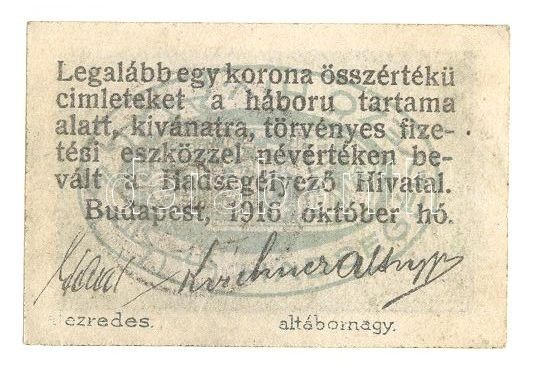 Legalább egy korona összértékü
cimleteket a háboru tartama
alatt, kivánatra, törvényes fize-
tési eszközzel névértéken be-
vált a Hadsegélyező Hivatal.
Budapest, 1916 október hó.
ezredes. altábornagy.